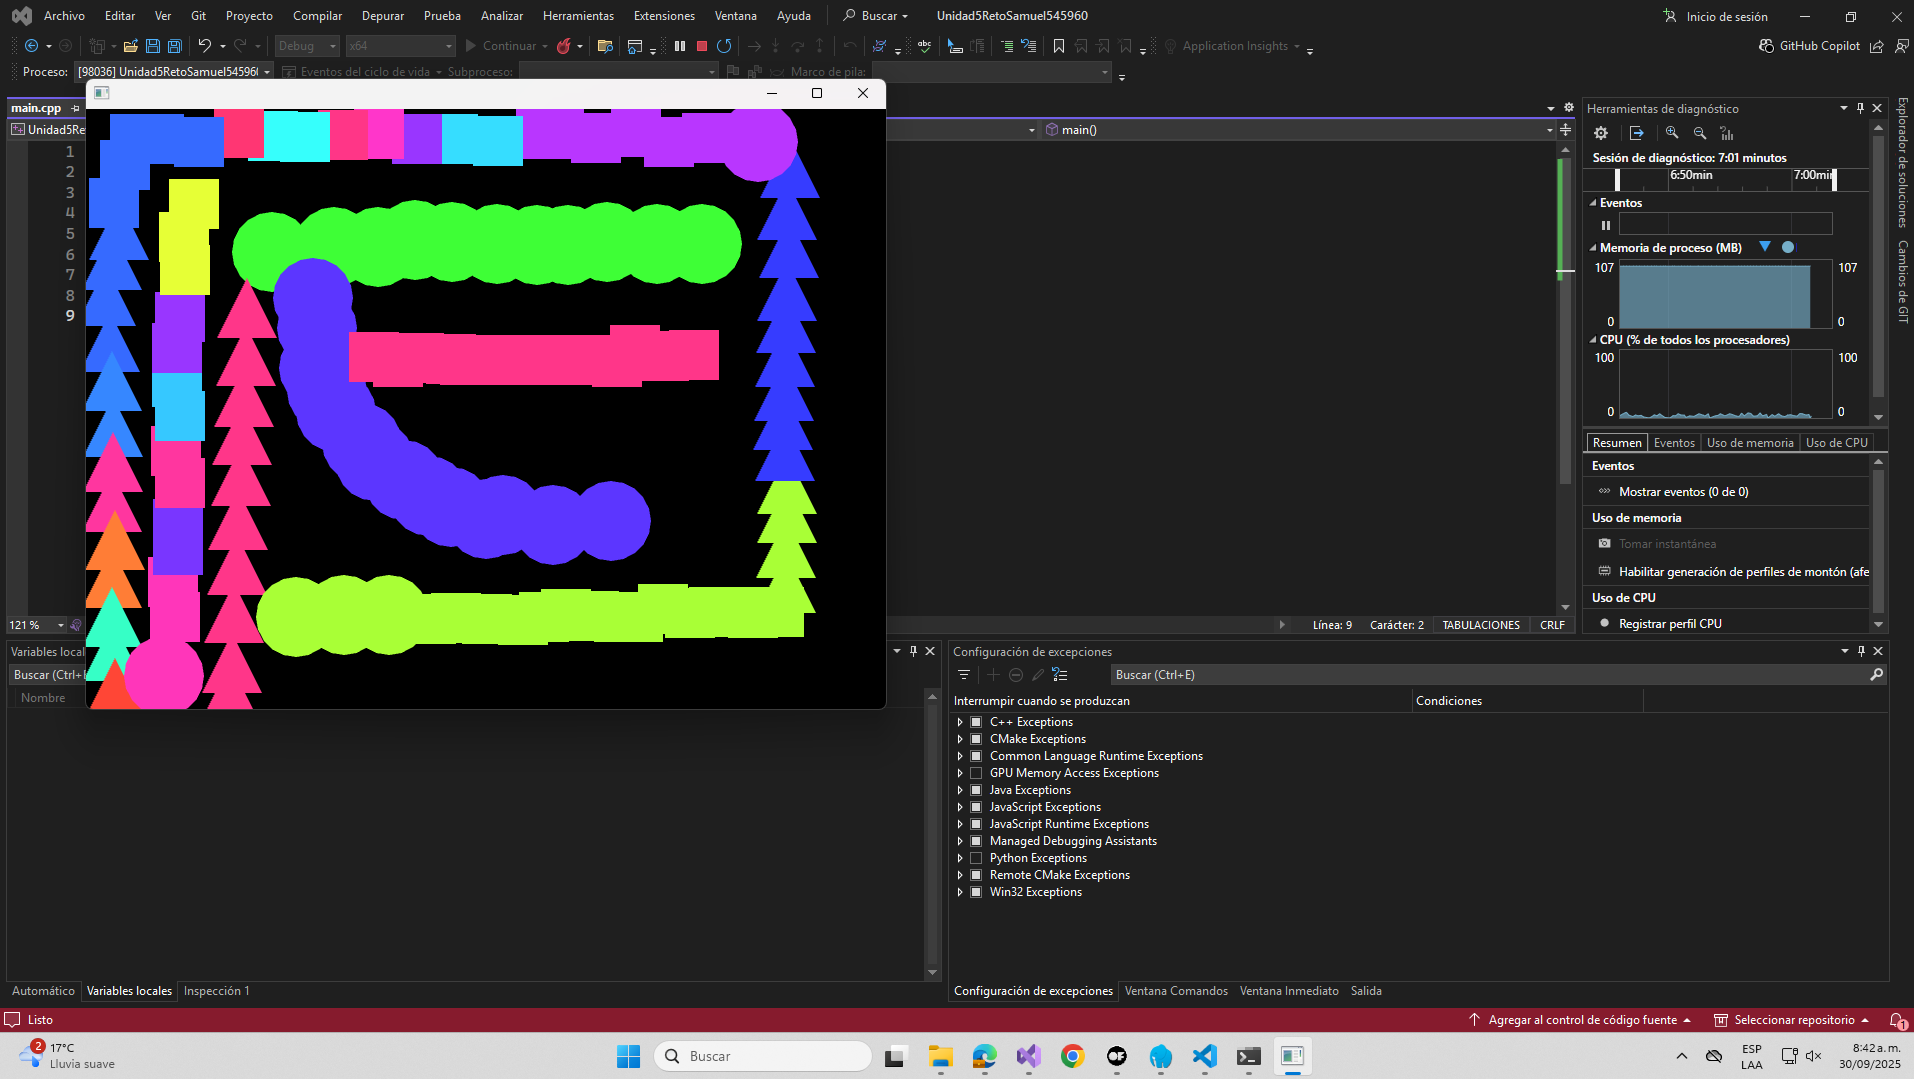 Archivo Editar Ver Git Proyecto Compilar Depurar Prueba Analizar Herramientas Extensiones Ventana Ayuda Buscar Unidad5RetoSamuel545960 Inicio de sesión
Debug x64 Continuar abc Application Insights GitHub Copilot
Proceso: [98036] Unidad5RetoSamuel54596 Eventos del ciclo de vida Subproceso: Marco de pila:
main.cpp
Unidad5Re main()
1
2
3
4
5
6
7
8
9
121 % Línea: 9 Carácter: 2 TABULACIONES CRLF
Herramientas de diagnóstico
Sesión de diagnóstico: 7:01 minutos
6:50min 7:00min
Eventos
Memoria de proceso (MB)
107 107
0 0
CPU (% de todos los procesadores)
100 100
0 0
Resumen Eventos Uso de memoria Uso de CPU
Eventos
Mostrar eventos (0 de 0)
Uso de memoria
Tomar instantánea
Habilitar generación de perfiles de montón (afe
Uso de CPU
Registrar perfil CPU
Explorador de soluciones
Cambios de GIT
Variables local
Buscar (Ctrl+
Nombre
Automático Variables locales Inspección 1
Configuración de excepciones
Buscar (Ctrl+E)
Interrumpir cuando se produzcan Condiciones
C++ Exceptions
CMake Exceptions
Common Language Runtime Exceptions
GPU Memory Access Exceptions
Java Exceptions
JavaScript Exceptions
JavaScript Runtime Exceptions
Managed Debugging Assistants
Python Exceptions
Remote CMake Exceptions
Win32 Exceptions
Configuración de excepciones Ventana Comandos Ventana Inmediato Salida
Listo Agregar al control de código fuente Seleccionar repositorio 1
2
17°C
Lluvia suave
Buscar
ESP
LAA
8:42 a. m.
30/09/2025